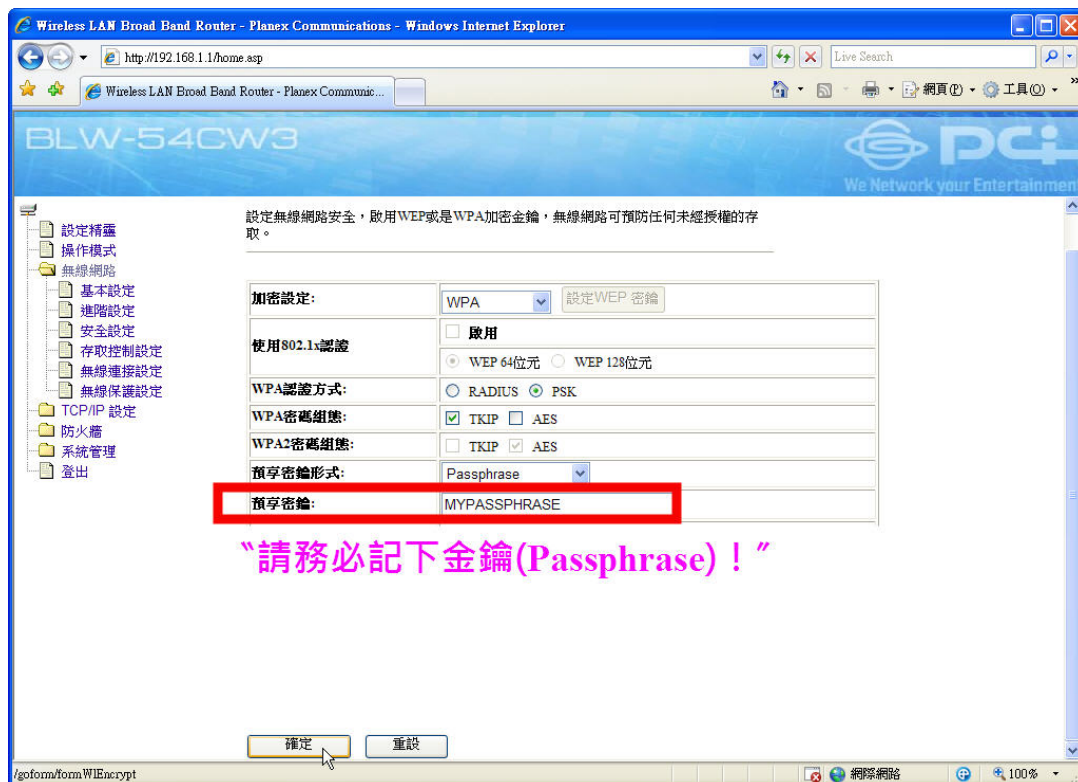 Wireless LAN Broad Band Router - Planex Communications - Windows Internet Explorer
http://192.168.1.1/home.asp
Live Search
Wireless LAN Broad Band Router - Planex Communic...
網頁(P)
工具(O)
»
BLW-54CW3
PCi
We Network your Entertainmen
設定精靈
操作模式
無線網路
基本設定
進階設定
安全設定
存取控制設定
無線連接設定
無線保護設定
TCP/IP 設定
防火牆
系統管理
登出
設定無線網路安全，啟用WEP或是WPA加密金鑰，無線網路可預防任何未經授權的存
取。
加密設定:
WPA
設定WEP 密鑰
使用802.1x認證
啟用
WEP 64位元 WEP 128位元
WPA認證方式:
RADIUS PSK
WPA密碼組態:
TKIP AES
WPA2密碼組態:
TKIP AES
預享密鑰形式:
Passphrase
預享密鑰:
MYPASSPHRASE
〝請務必記下金鑰(Passphrase)！〞
確定 重設
/goform/formWlEncrypt
網際網路
100%